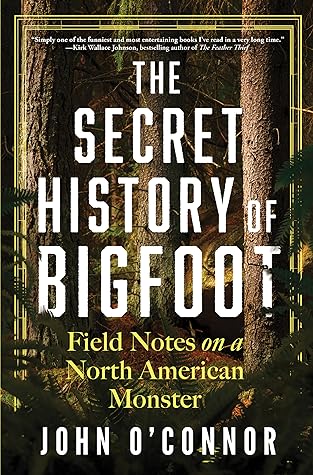 "Simply one of the funniest and most entertaining books I've read in a very long time."
—Kirk Wallace Johnson, bestselling author of The Feather Thief
THE
SECRET
HISTORY OF
BIGFOOT
Field Notes on a
North American
Monster
JOHN O'CONNOR